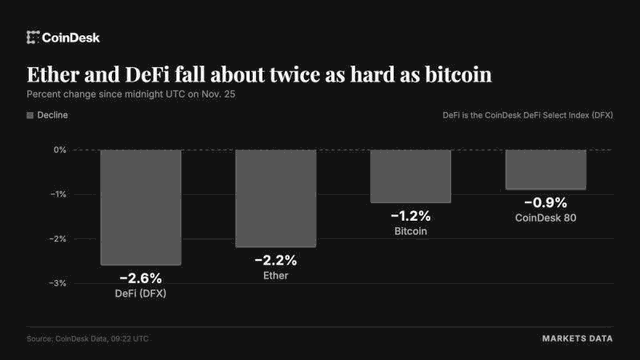 CoinDesk
Ether and DeFi fall about twice as hard as bitcoin
Percent change since midnight UTC on Nov. 25
Decline
DeFi is the CoinDesk DeFi Select Index (DFX)
0%
−1%
−2%
−3%
−2.6%
DeFi (DFX)
−2.2%
Ether
−1.2%
Bitcoin
−0.9%
CoinDesk 80
Source: CoinDesk Data, 09:22 UTC
MARKETS DATA